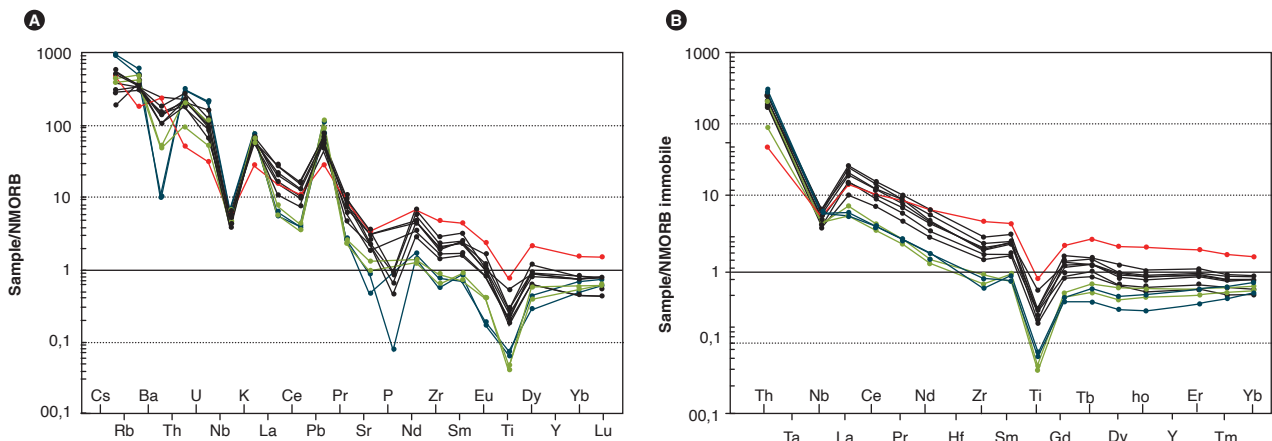 A
B
Sample/NMORB
1000
100
10
1
0,1
00,1
Cs Ba U K Ce Pr P Zr Eu Dy Yb
Rb Th Nb La Pb Sr Nd Sm Ti Y Lu
Sample/NMORB immobile
1000
100
10
1
0,1
00,1
Th Nb La Ce Pr Nd Zr Sm Ti Gd Tb Dy ho Er Yb
Ta Hf Y Tm